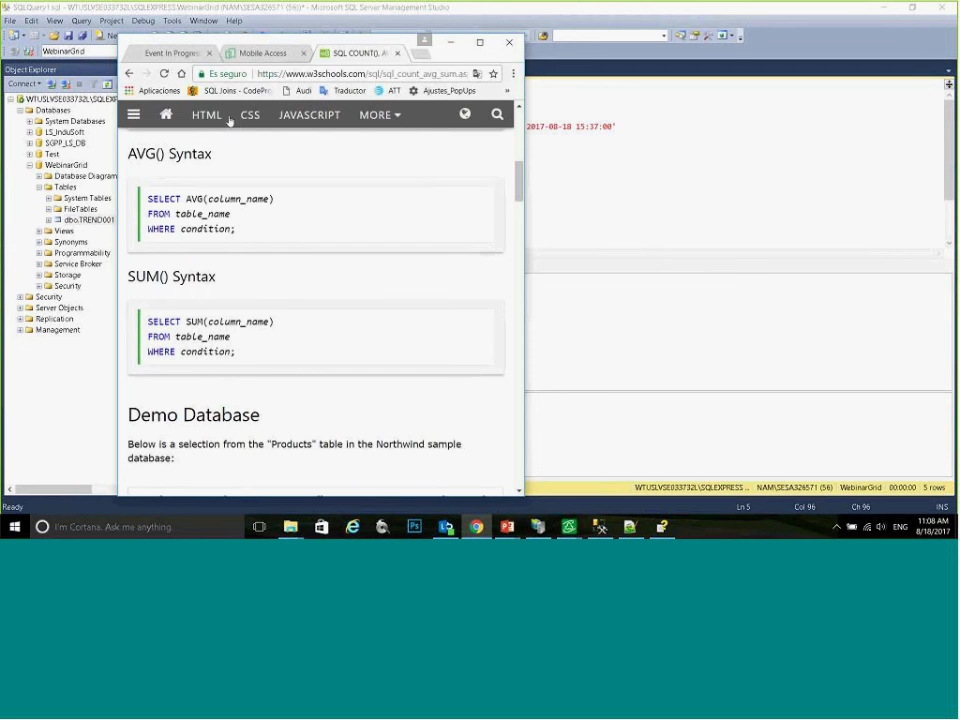 SQLQuery1.sql - WTUSLVSE033732L\SQLEXPRESS.WebinarGrid (NAM\SESA326571 (56))* - Microsoft SQL Server Management Studio
File Edit View Query Project Debug Tools Window Help
WebinarGrid
Object Explorer
Connect
WTUSLVSE033732L\SQLEXP
Databases
System Databases
LS_InduSoft
SGPP_LS_DB
Test
WebinarGrid
Database Diagram
Tables
System Tables
FileTables
dbo.TREND001
Views
Synonyms
Programmability
Service Broker
Storage
Security
Security
Server Objects
Replication
Management
Event In Progres
Mobile Access
SQL COUNT(), A
Es seguro https://www.w3schools.com/sql/sql_count_avg_sum.as
Aplicaciones SQL Joins - CodePro Audi Traductor ATT Ajustes_PopUps »
HTML CSS JAVASCRIPT MORE
AVG() Syntax
SELECT AVG(column_name)
FROM table_name
WHERE condition;
SUM() Syntax
SELECT SUM(column_name)
FROM table_name
WHERE condition;
Demo Database
Below is a selection from the "Products" table in the Northwind sample
database:
2017-08-18 15:37:00'
WTUSLVSE033732L\SQLEXPRESS ... NAM\SESA326571 (56) WebinarGrid 00:00:00 5 rows
Ready Ln 5 Col 96 Ch 96 INS
I'm Cortana. Ask me anything. ENG 11:08 AM
8/18/2017